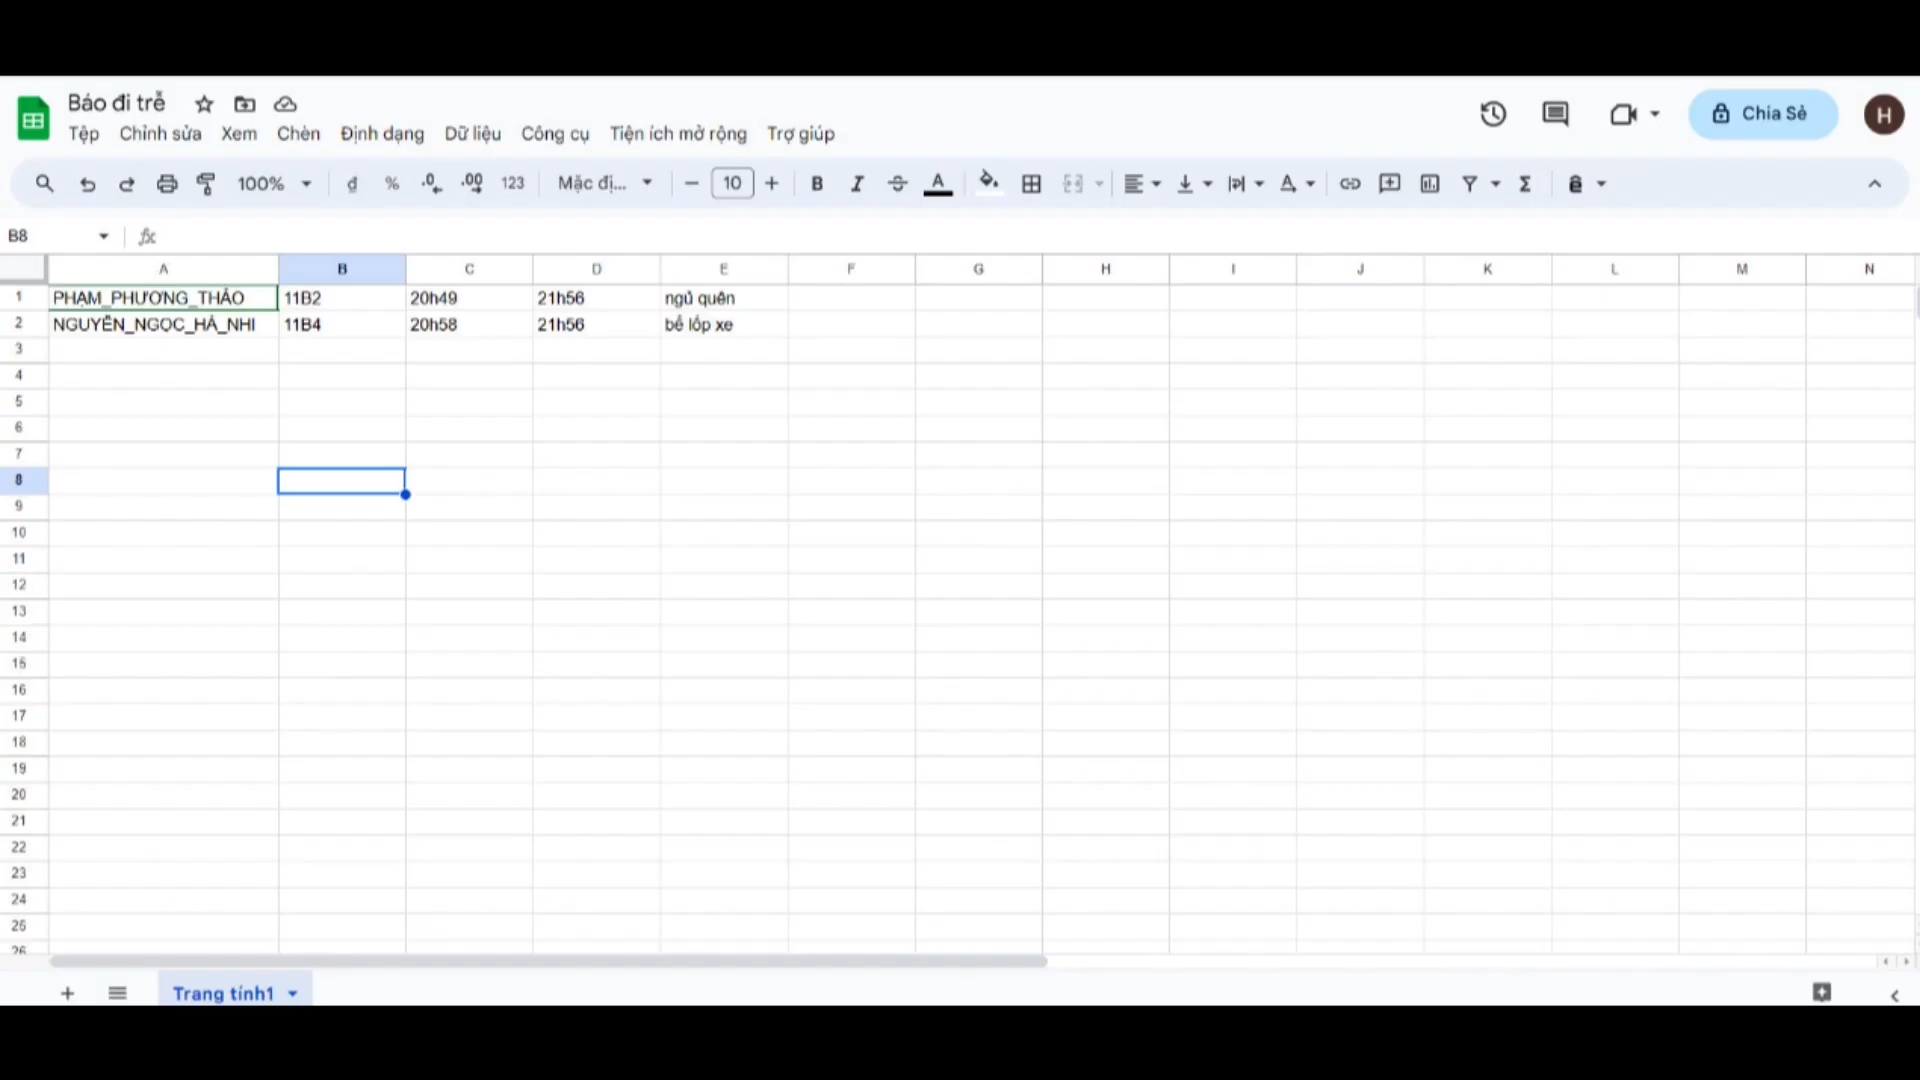 Báo đi trễ
Tệp Chỉnh sửa Xem Chèn Định dạng Dữ liệu Công cụ Tiện ích mở rộng Trợ giúp
Chia Sẻ
H
100% đ % .0 .00 123 Mặc đị... 10 B I A
B8 fx
A B C D E F G H I J K L M N
1 PHẠM_PHƯƠNG_THẢO 11B2 20h49 21h56 ngủ quên
2 NGUYỄN_NGỌC_HÀ_NHI 11B4 20h58 21h56 bể lốp xe
3
4
5
6
7
8
9
10
11
12
13
14
15
16
17
18
19
20
21
22
23
24
25
26
Trang tính1